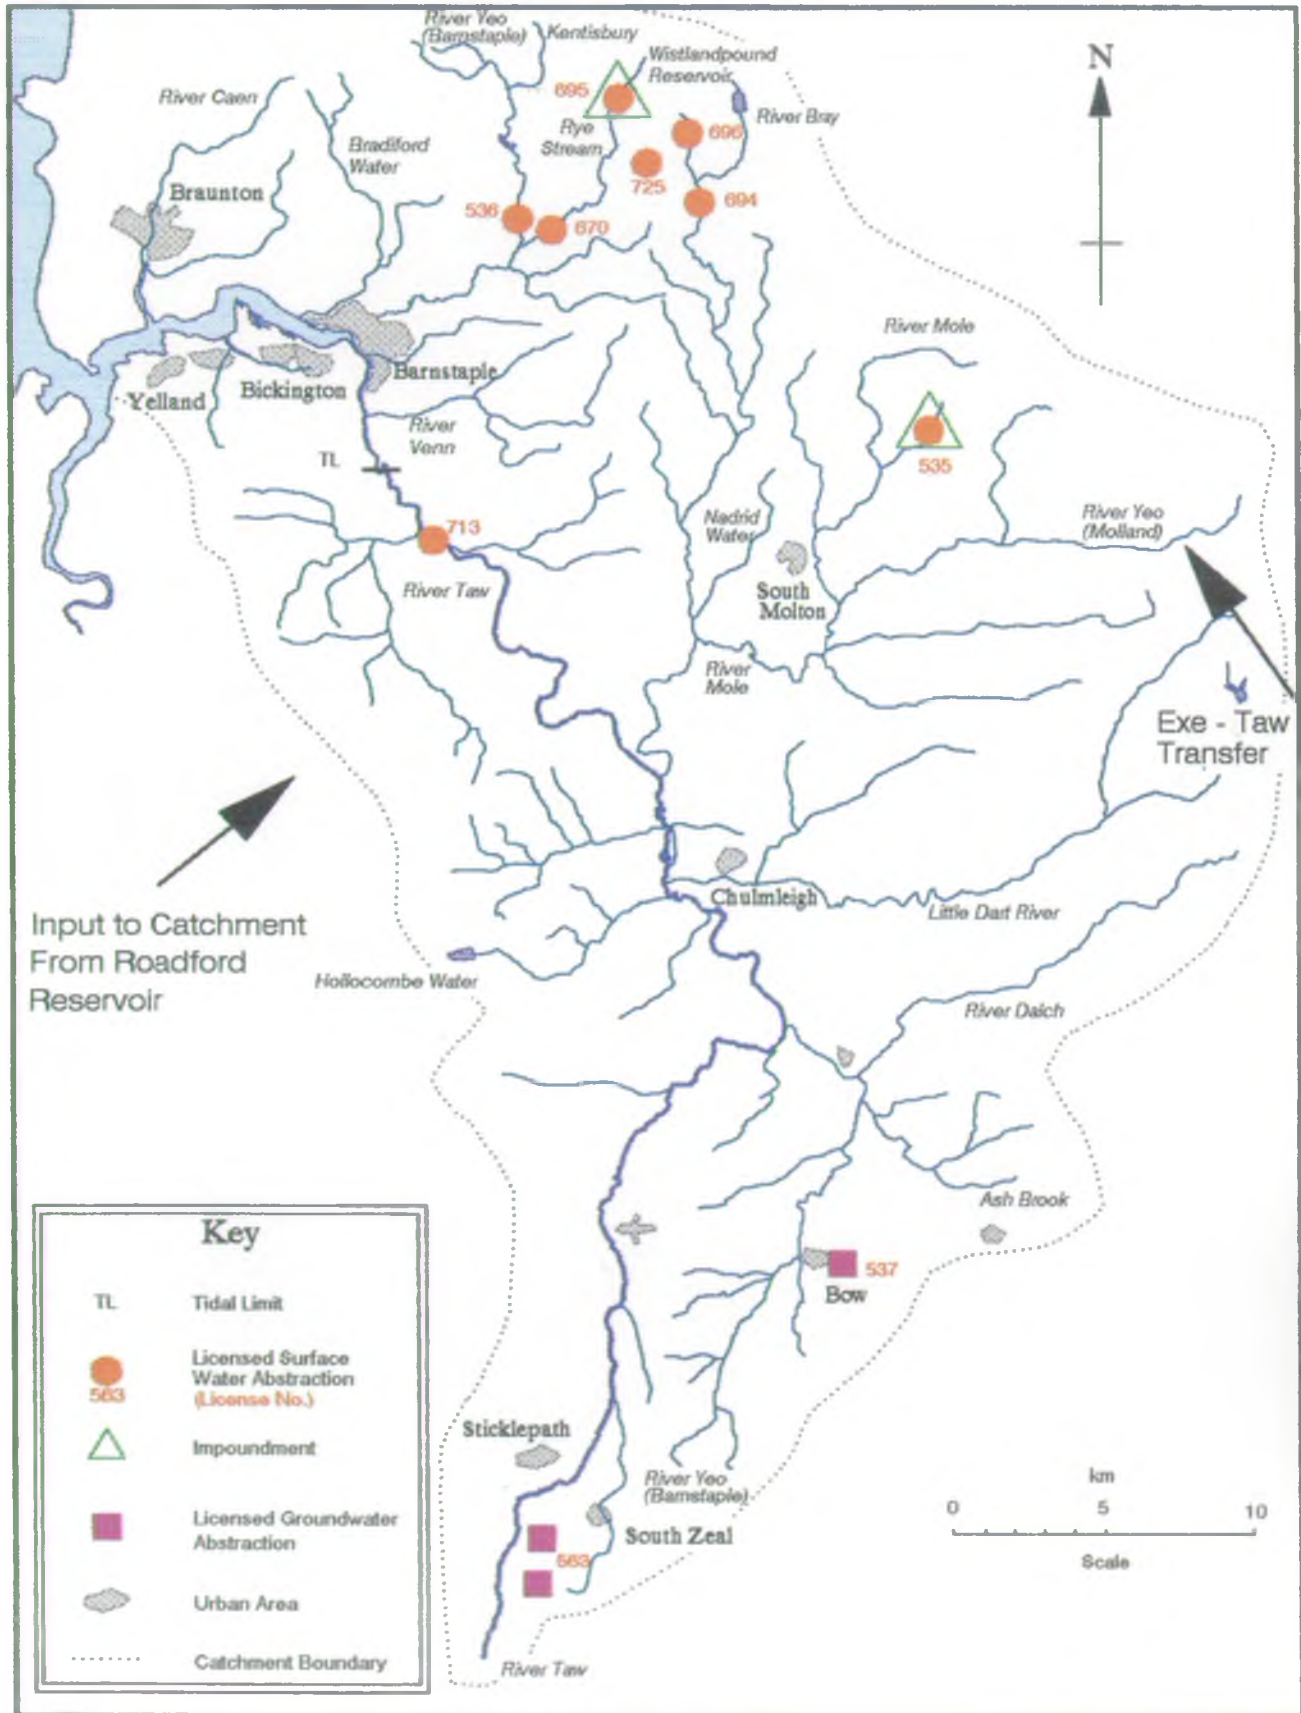 River Yeo
(Barnstaple)
Kentisbury
Wistlandpound
Reservoir
N
River Caen
695
River Bray
Rye
Stream
696
Bradiford
Water
725
Braunton
694
536
670
River Mole
Barnstaple
Yelland
Bickington
River
Venn
TL
535
713
Nadrid
Water
River Yeo
(Molland)
River Taw
South
Molton
River
Mole
Exe - Taw
Transfer
Input to Catchment
From Roadford
Reservoir
Chulmleigh
Little Dart River
Hollocombe Water
River Dalch
Ash Brook
537
Bow
Sticklepath
River Yeo
(Barnstaple)
South Zeal
563
River Taw
km
0 5 10
Scale
Key
TL Tidal Limit
Licensed Surface
Water Abstraction
563 (License No.)
Impoundment
Licensed Groundwater
Abstraction
Urban Area
Catchment Boundary